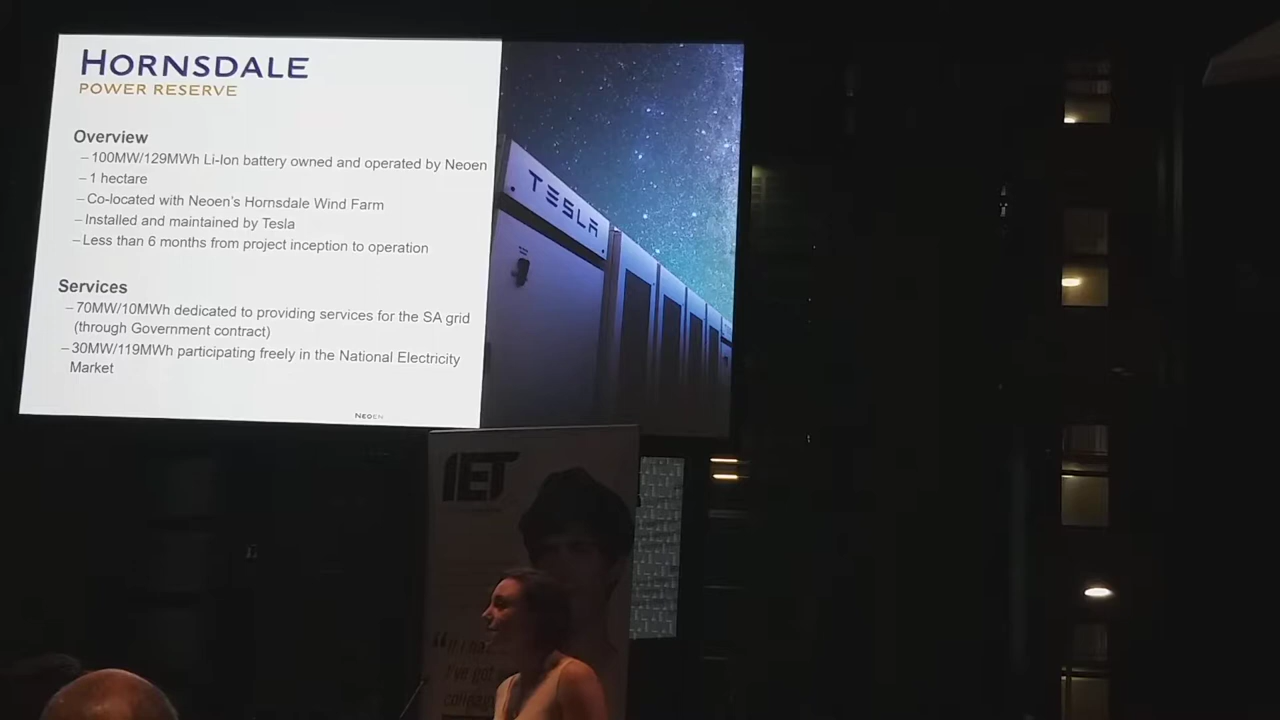 HORNSDALE
POWER RESERVE
Overview
– 100MW/129MWh Li-Ion battery owned and operated by Neoen
– 1 hectare
– Co-located with Neoen's Hornsdale Wind Farm
– Installed and maintained by Tesla
– Less than 6 months from project inception to operation
Services
– 70MW/10MWh dedicated to providing services for the SA grid
(through Government contract)
– 30MW/119MWh participating freely in the National Electricity
Market
NEOEN
TESLA
IET
I've got